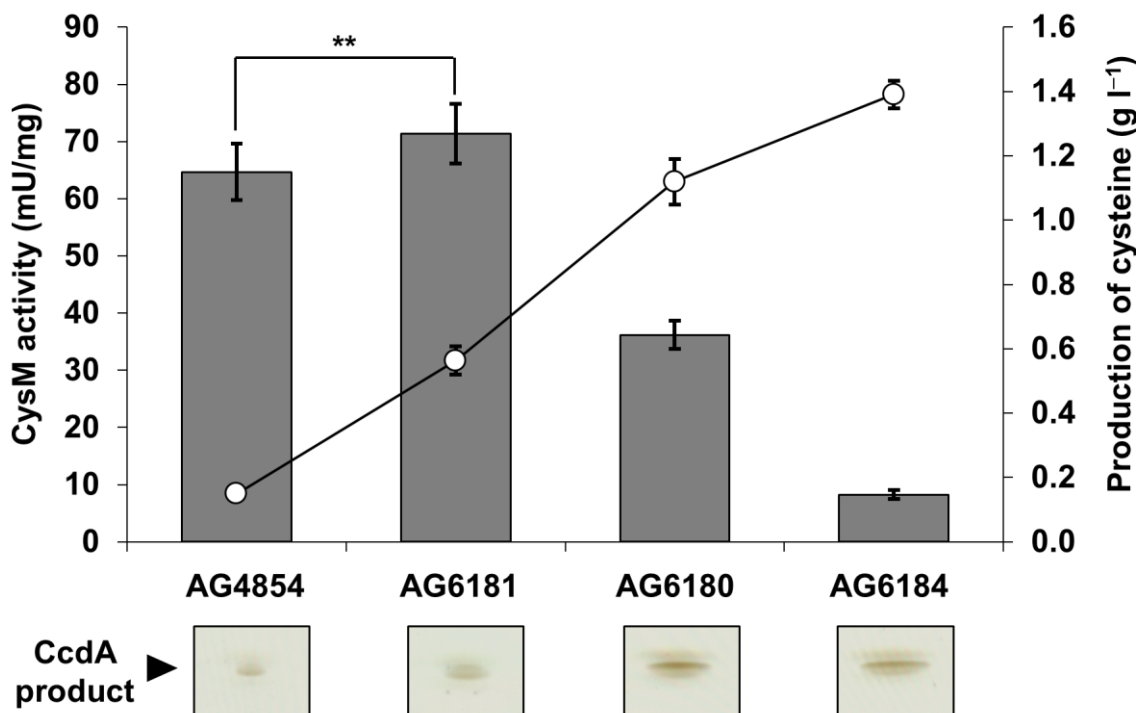 CysM activity (mU/mg)
90
80
70
60
50
40
30
20
10
0
**
1.6
1.4
1.2
1.0
0.8
0.6
0.4
0.2
0.0
Production of cysteine (g l⁻¹)
AG4854
AG6181
AG6180
AG6184
CcdA
product